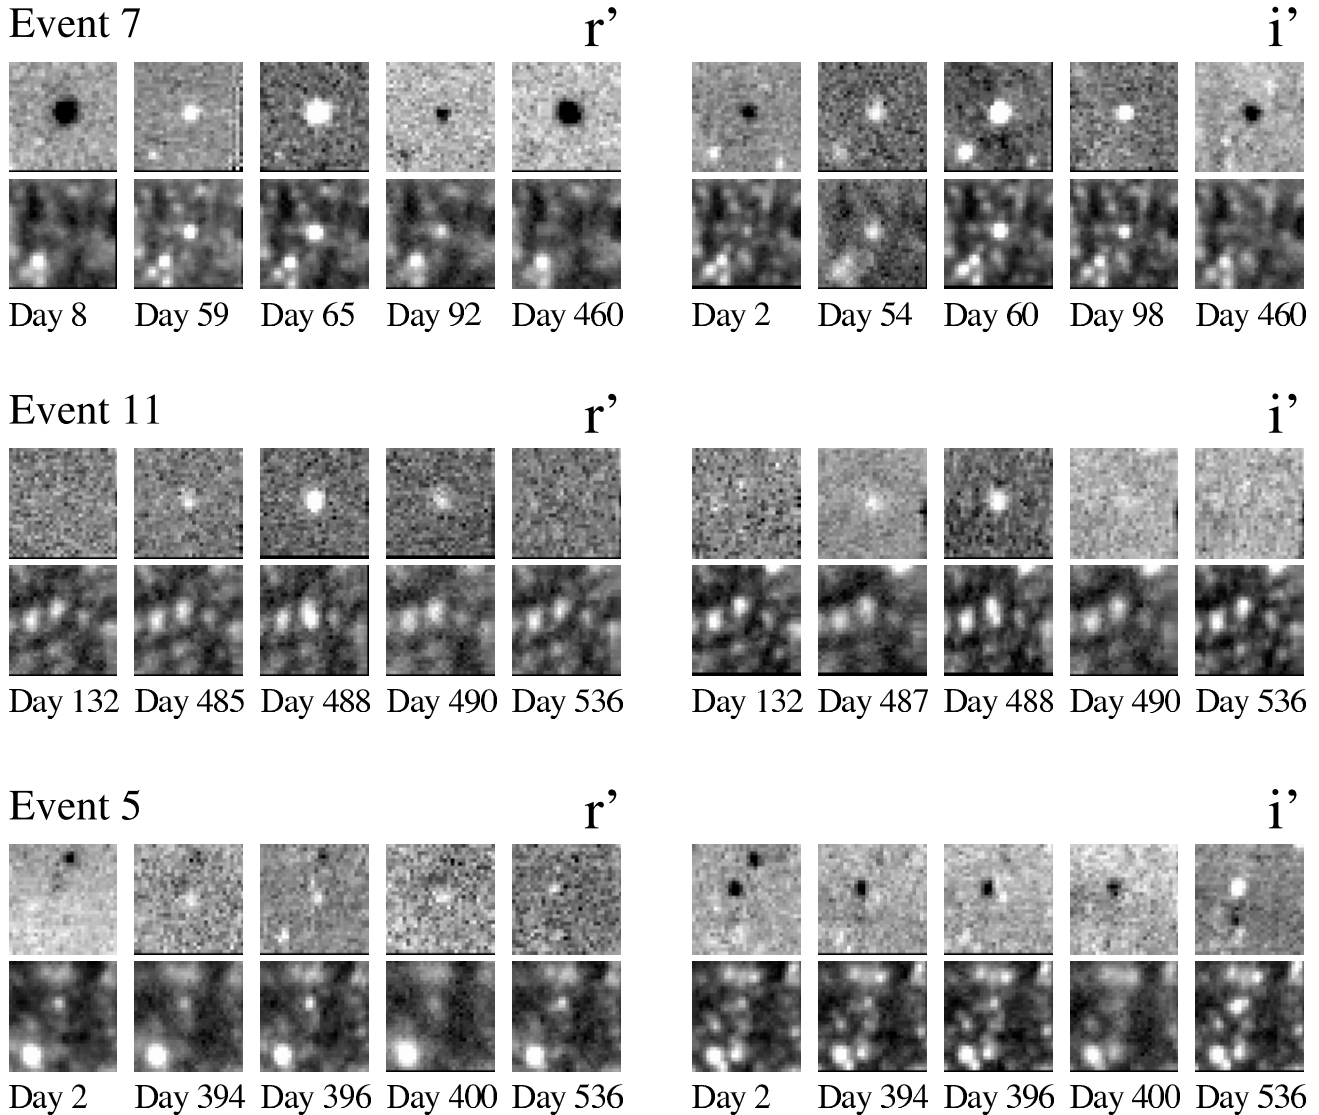 Event 7 r’ i’
Day 8 Day 59 Day 65 Day 92 Day 460 Day 2 Day 54 Day 60 Day 98 Day 460
Event 11 r’ i’
Day 132 Day 485 Day 488 Day 490 Day 536 Day 132 Day 487 Day 488 Day 490 Day 536
Event 5 r’ i’
Day 2 Day 394 Day 396 Day 400 Day 536 Day 2 Day 394 Day 396 Day 400 Day 536